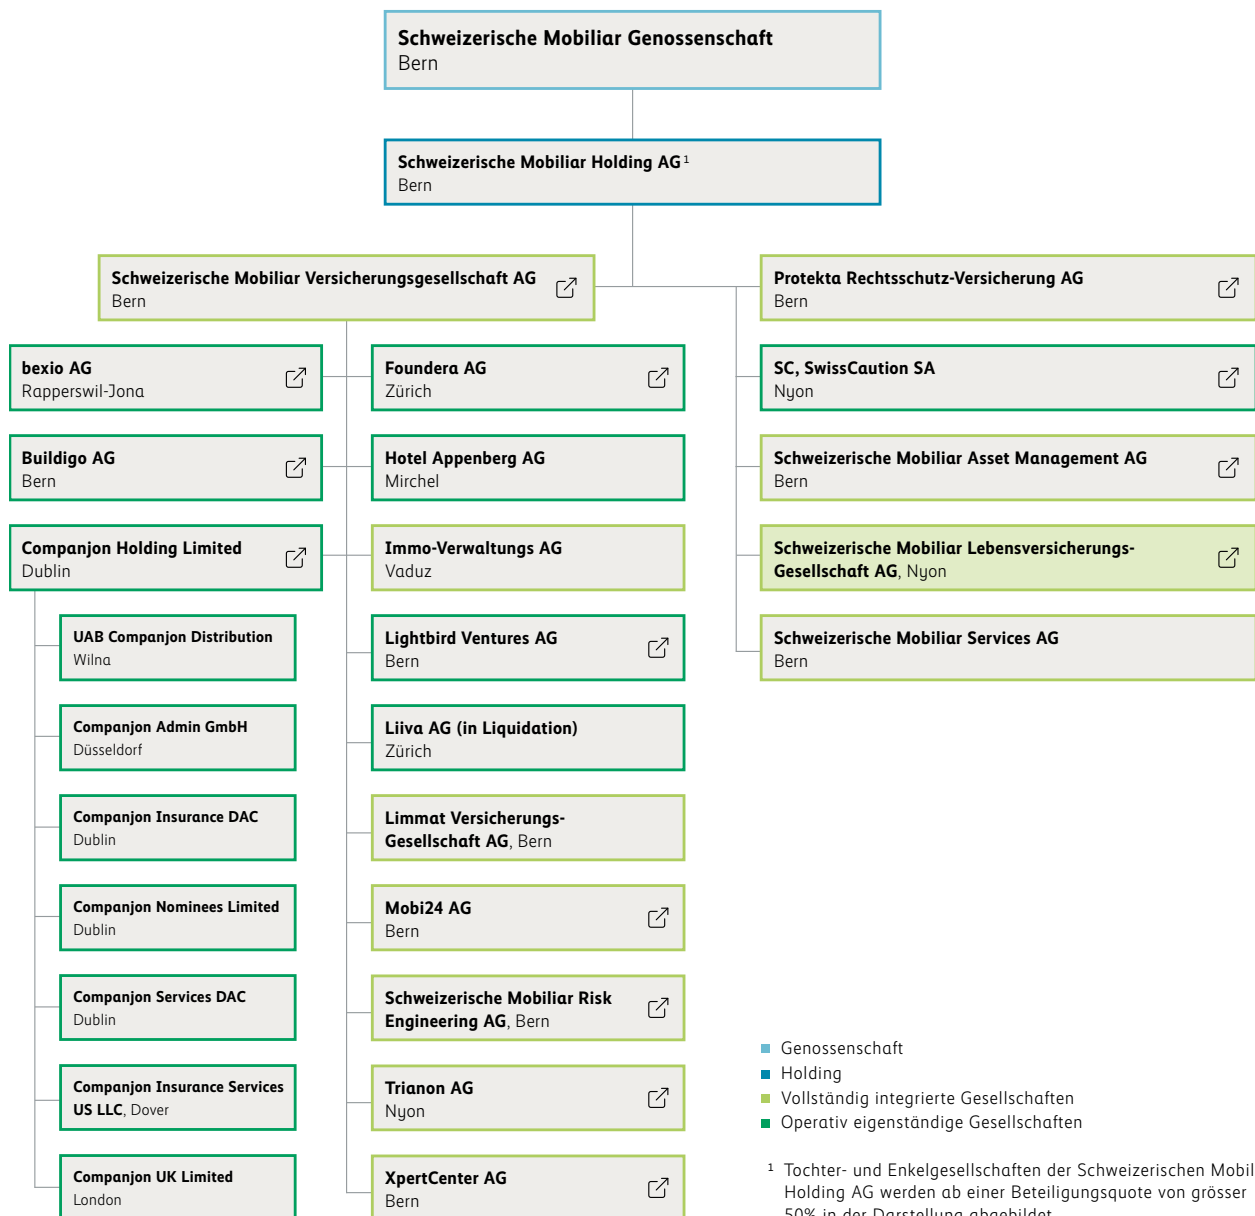 Schweizerische Mobiliar Genossenschaft
Bern
Schweizerische Mobiliar Holding AG¹
Bern
Schweizerische Mobiliar Versicherungsgesellschaft AG
Bern
Protekta Rechtsschutz-Versicherung AG
Bern
bexio AG
Rapperswil-Jona
Foundera AG
Zürich
SC, SwissCaution SA
Nyon
Buildigo AG
Bern
Hotel Appenberg AG
Mirchel
Schweizerische Mobiliar Asset Management AG
Bern
Companjon Holding Limited
Dublin
Immo-Verwaltungs AG
Vaduz
Schweizerische Mobiliar Lebensversicherungs-
Gesellschaft AG, Nyon
UAB Companjon Distribution
Wilna
Lightbird Ventures AG
Bern
Schweizerische Mobiliar Services AG
Bern
Companjon Admin GmbH
Düsseldorf
Liiva AG (in Liquidation)
Zürich
Companjon Insurance DAC
Dublin
Limmat Versicherungs-
Gesellschaft AG, Bern
Companjon Nominees Limited
Dublin
Mobi24 AG
Bern
Companjon Services DAC
Dublin
Schweizerische Mobiliar Risk
Engineering AG, Bern
Companjon Insurance Services
US LLC, Dover
Trianon AG
Nyon
Companjon UK Limited
London
XpertCenter AG
Bern
Genossenschaft
Holding
Vollständig integrierte Gesellschaften
Operativ eigenständige Gesellschaften
¹ Tochter- und Enkelgesellschaften der Schweizerischen Mobil
Holding AG werden ab einer Beteiligungsquote von grösser
50% in der Darstellung abgebildet